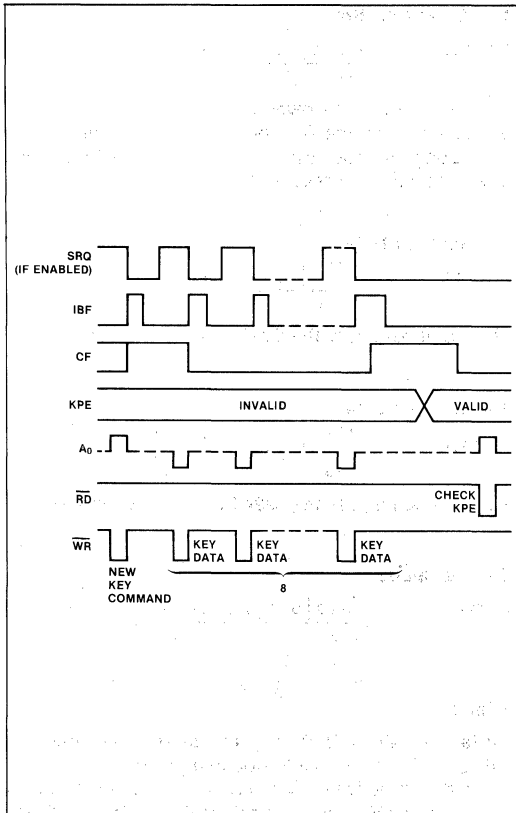 SRQ
(IF ENABLED)
IBF
CF
KPE INVALID VALID
A0
RD
CHECK
KPE
WR
KEY DATA KEY DATA KEY DATA
NEW
KEY
COMMAND
8